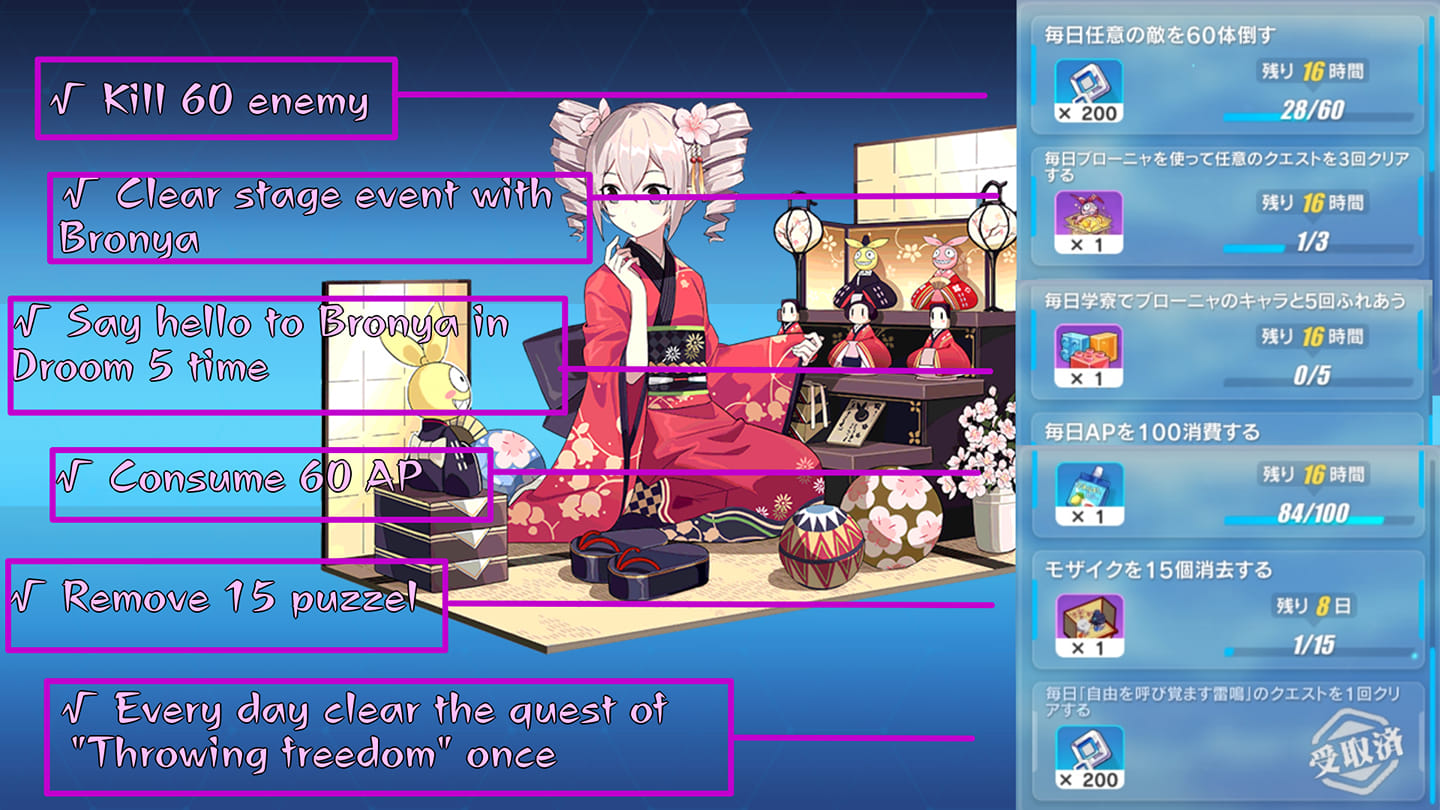 √ Kill 60 enemy
√ Clear stage event with
Bronya
√ Say hello to Bronya in
Droom 5 time
√ Consume 60 AP
√ Remove 15 puzzel
√ Every day clear the quest of
"Throwing freedom" once
毎日任意の敵を60体倒す
残り 16 時間
× 200
28/60
毎日ブローニャを使って任意のクエストを3回クリア
する
残り 16 時間
× 1
1/3
毎日学寮でブローニャのキャラと5回ふれあう
残り 16 時間
× 1
0/5
毎日APを100消費する
残り 16 時間
× 1
84/100
モザイクを15個消去する
残り 8 日
× 1
1/15
毎日「自由を呼び覚ます雷鳴」のクエストを1回クリ
アする
受取済
× 200